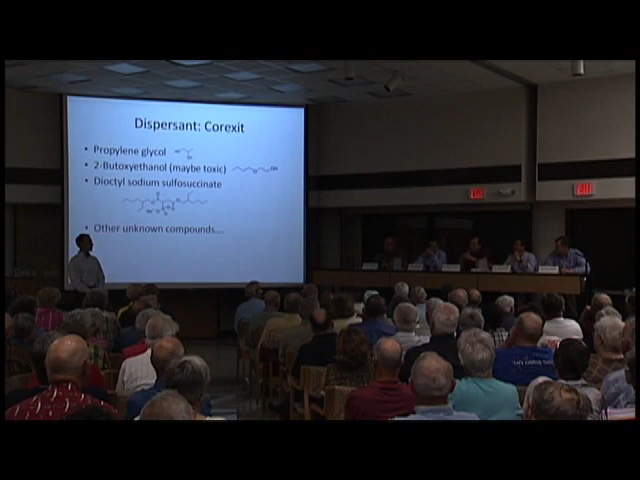 Dispersant: Corexit
• Propylene glycol
• 2-Butoxyethanol (maybe toxic)
• Dioctyl sodium sulfosuccinate
• Other unknown compounds....
EXIT
EXIT